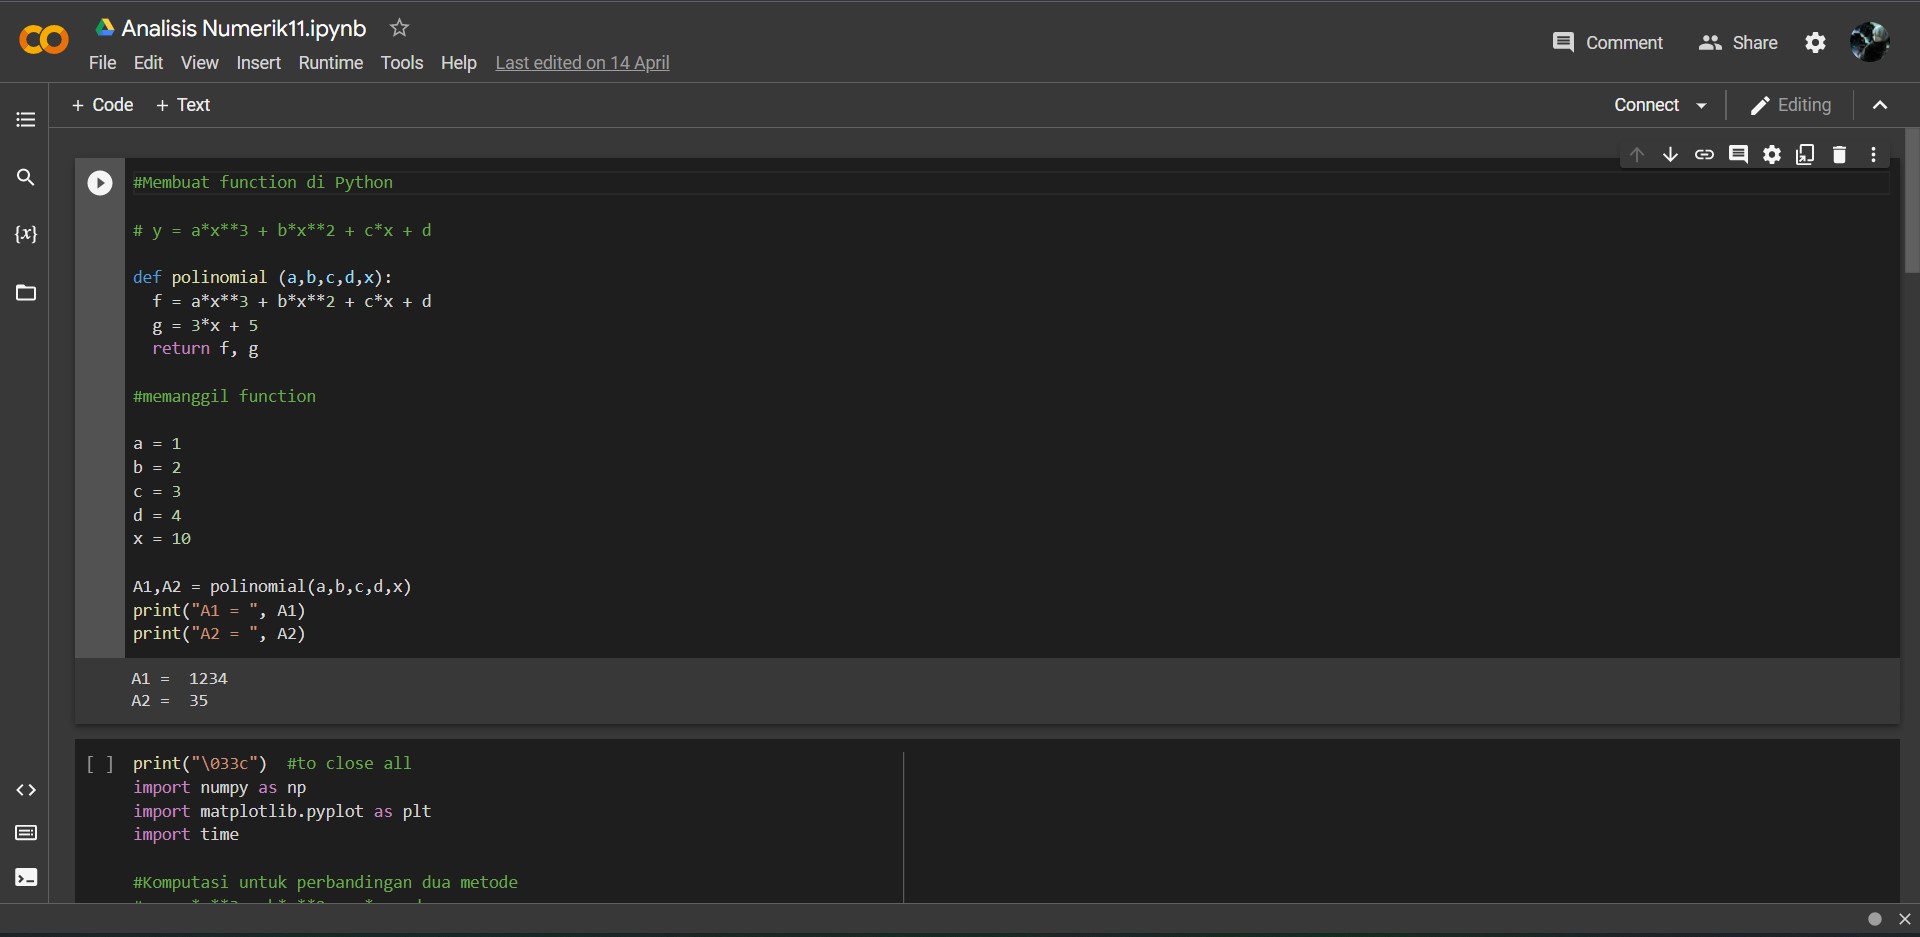 Analisis Numerik11.ipynb
File Edit View Insert Runtime Tools Help Last edited on 14 April
Comment Share
+ Code + Text
Connect Editing
#Membuat function di Python
# y = a*x**3 + b*x**2 + c*x + d
def polinomial (a,b,c,d,x):
  f = a*x**3 + b*x**2 + c*x + d
  g = 3*x + 5
  return f, g
#memanggil function
a = 1
b = 2
c = 3
d = 4
x = 10
A1,A2 = polinomial(a,b,c,d,x)
print("A1 = ", A1)
print("A2 = ", A2)
A1 =  1234
A2 =  35
[ ] print("\033c")  #to close all
import numpy as np
import matplotlib.pyplot as plt
import time
#Komputasi untuk perbandingan dua metode